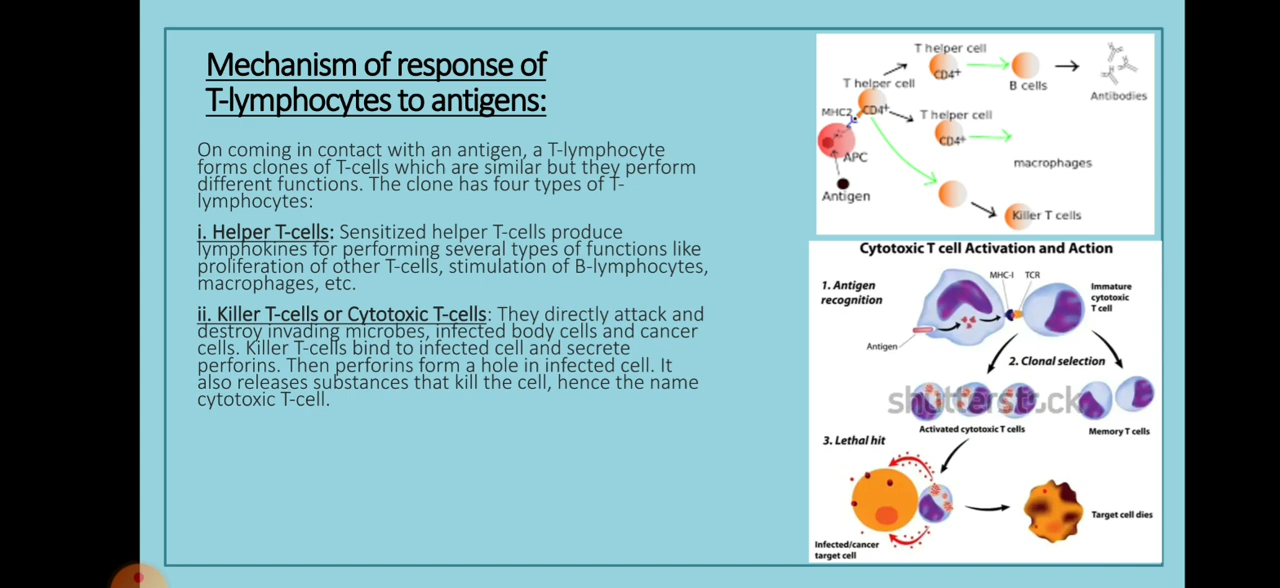 Mechanism of response of
T-lymphocytes to antigens:
On coming in contact with an antigen, a T-lymphocyte
forms clones of T-cells which are similar but they perform
different functions. The clone has four types of T-
lymphocytes:
i. Helper T-cells: Sensitized helper T-cells produce
lymphokines for performing several types of functions like
proliferation of other T-cells, stimulation of B-lymphocytes,
macrophages, etc.
ii. Killer T-cells or Cytotoxic T-cells: They directly attack and
destroy invading microbes, infected body cells and cancer
cells. Killer T-cells bind to infected cell and secrete
perforins. Then perforins form a hole in infected cell. It
also releases substances that kill the cell, hence the name
cytotoxic T-cell.
T helper cell
CD4+
B cells
Antibodies
T helper cell
MHC2
CD4+
T helper cell
CD4+
APC
macrophages
Antigen
Killer T cells
Cytotoxic T cell Activation and Action
MHC-I
TCR
1. Antigen
recognition
Immature
cytotoxic
T cell
Antigen
2. Clonal selection
shutterstock
Activated cytotoxic T cells
Memory T cells
3. Lethal hit
Target cell dies
Infected/cancer
target cell